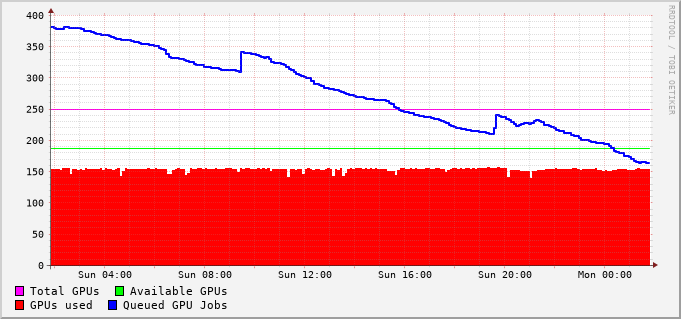 400
350
300
250
200
150
100
50
0
Sun 04:00 Sun 08:00 Sun 12:00 Sun 16:00 Sun 20:00 Mon 00:00
Total GPUs Available GPUs
GPUs used Queued GPU Jobs
RRDTOOL / TOBI OETIKER